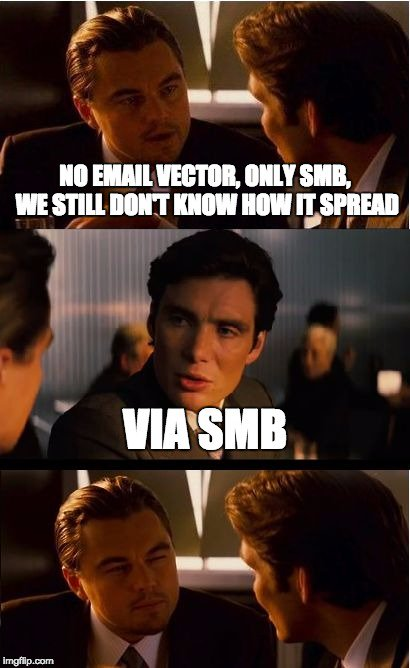 NO EMAIL VECTOR, ONLY SMB,
WE STILL DON'T KNOW HOW IT SPREAD
VIA SMB
imgflip.com